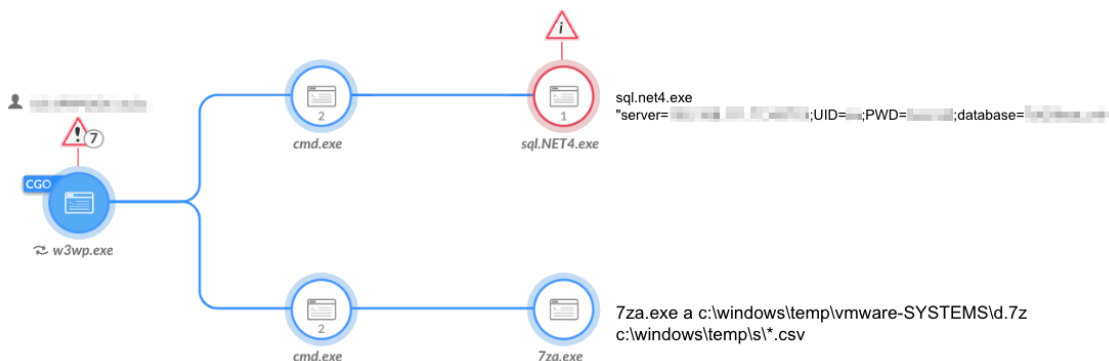 i
sql.net4.exe
"server= ;UID= ;PWD= ;database=
2
1
cmd.exe
sql.NET4.exe
7
CGO
w3wp.exe
7za.exe a c:\windows\temp\vmware-SYSTEMS\d.7z
c:\windows\temp\s\*.csv
2
cmd.exe
7za.exe